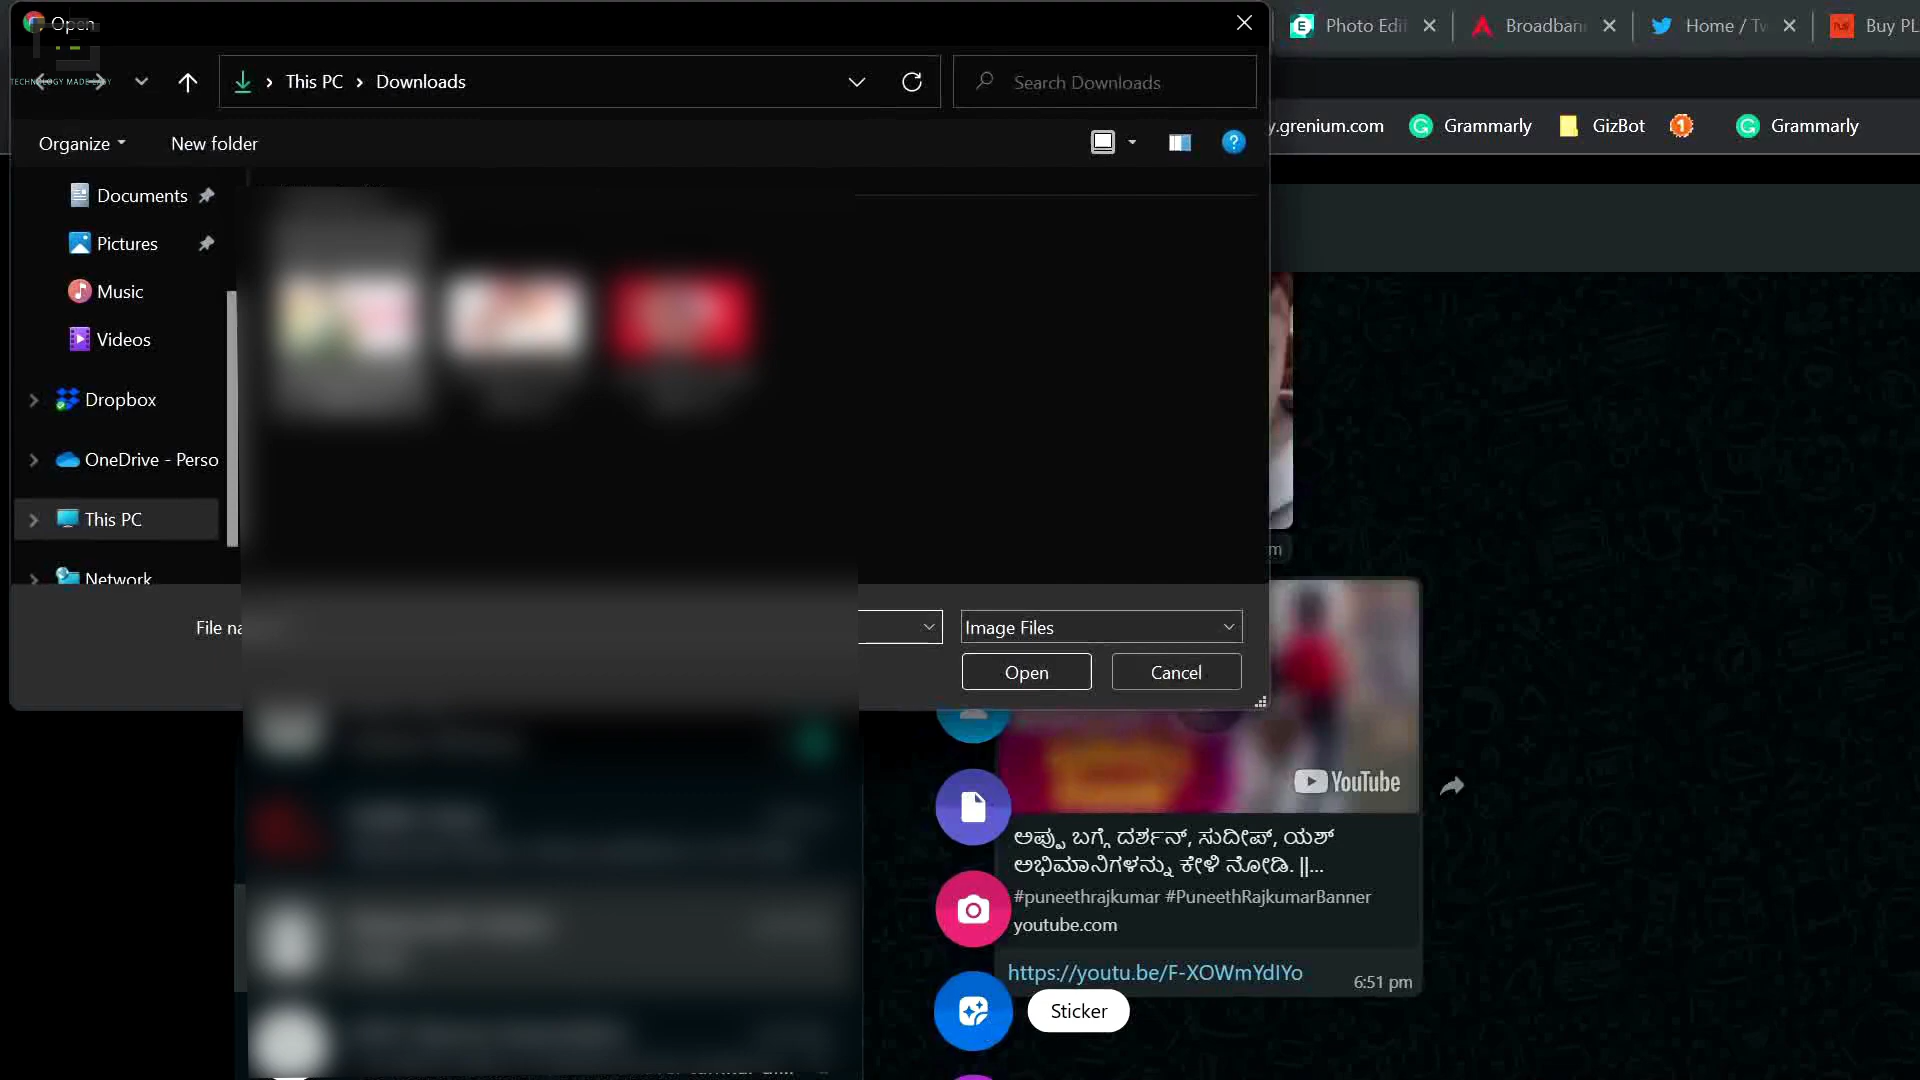 Open
TECHNOLOGY MADE EASY
Photo Edi
Broadban
Home / Tw
Buy PL
This PC
Downloads
Search Downloads
y.grenium.com
Grammarly
GizBot
Grammarly
Organize
New folder
Documents
Pictures
Music
Videos
Dropbox
OneDrive - Perso
This PC
Network
File na
Image Files
Open
Cancel
YouTube
ಅಪ್ಪು ಬಗ್ಗೆ ದರ್ಶನ್, ಸುದೀಪ್, ಯಶ್
ಅಭಿಮಾನಿಗಳನ್ನು ಕೇಳಿ ನೋಡಿ. ||...
#puneethrajkumar #PuneethRajkumarBanner
youtube.com
https://youtu.be/F-XOWmYdIYo
6:51 pm
Sticker